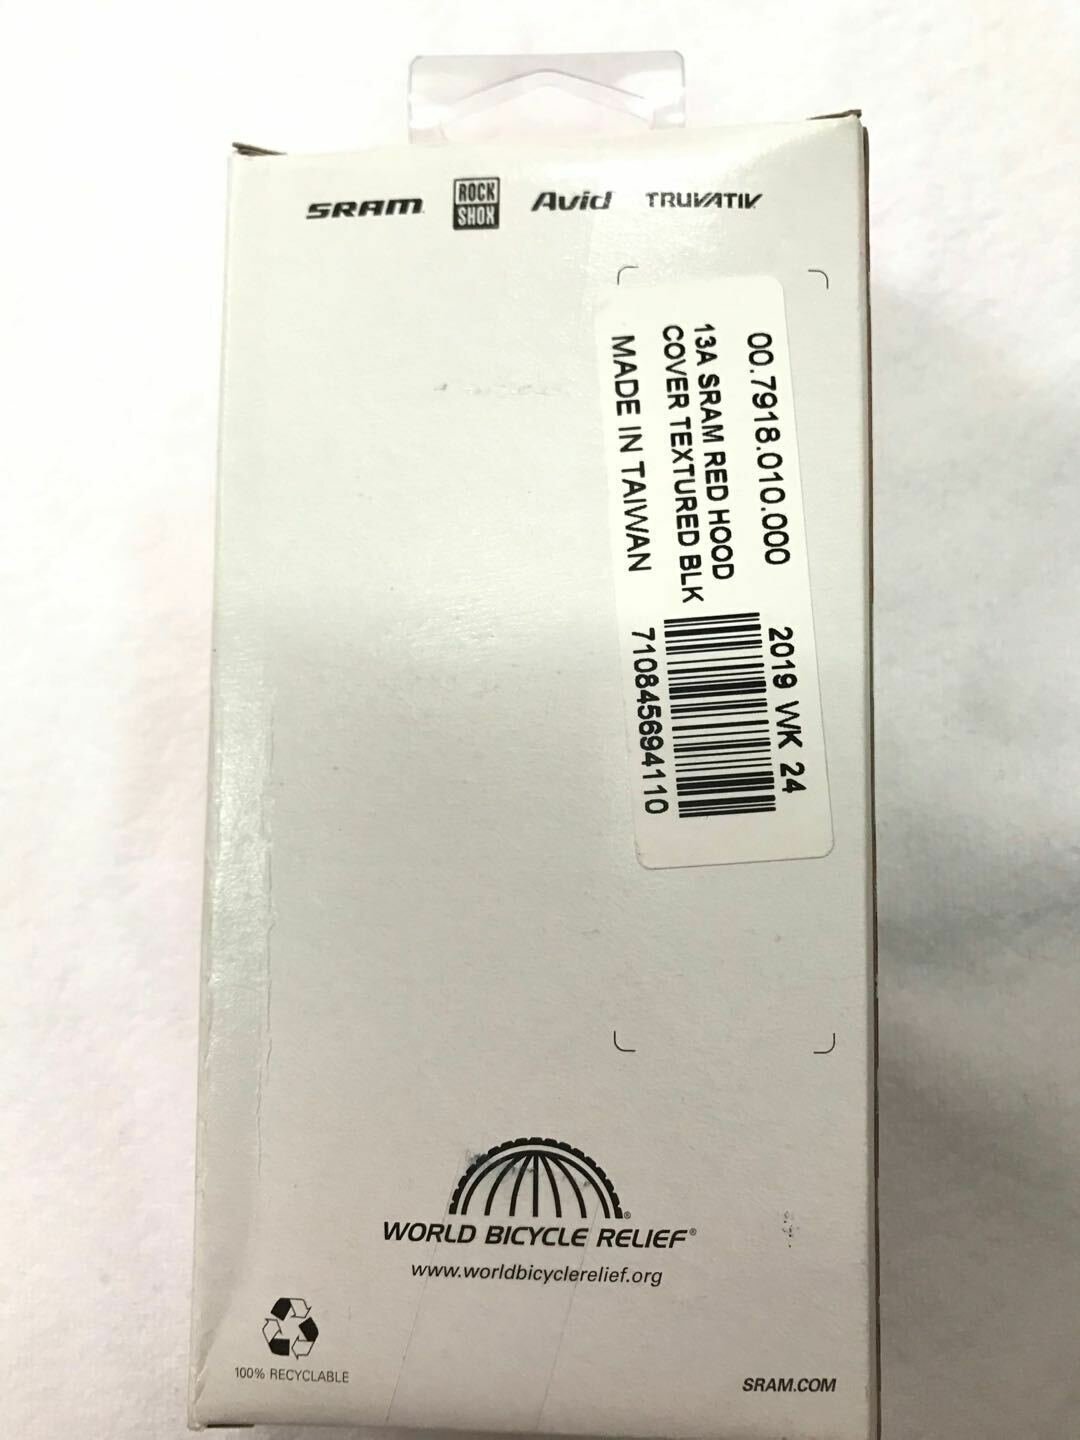 SRAM
ROCK
SHOX
Avid
TRUVATIV
00.7918.010.000
2019 WK 24
13A SRAM RED HOOD
COVER TEXTURED BLK
MADE IN TAIWAN
710845694110
WORLD BICYCLE RELIEF®
www.worldbicyclerelief.org
100% RECYCLABLE
SRAM.COM